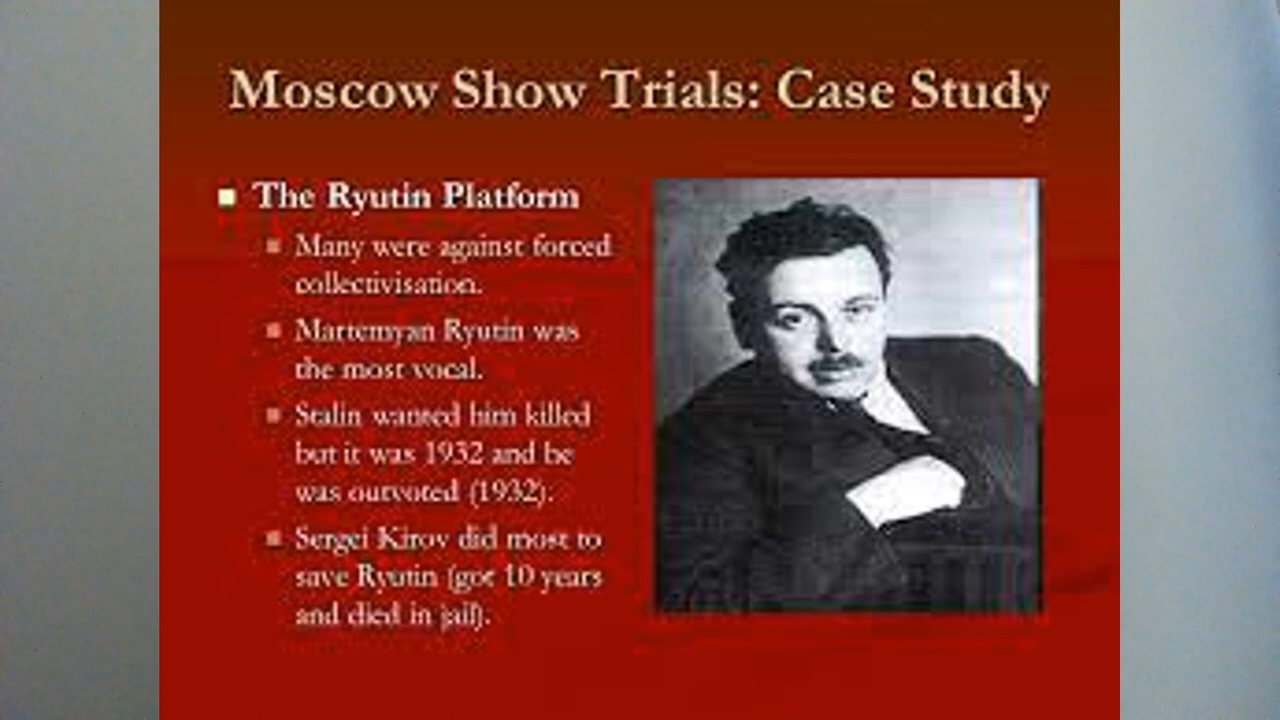 Moscow Show Trials: Case Study
The Ryutin Platform
Many were against forced
collectivisation.
Martemyan Ryutin was
the most vocal.
Stalin wanted him killed
but it was 1932 and he
was outvoted (1932).
Sergei Kirov did most to
save Ryutin (got 10 years
and died in jail).